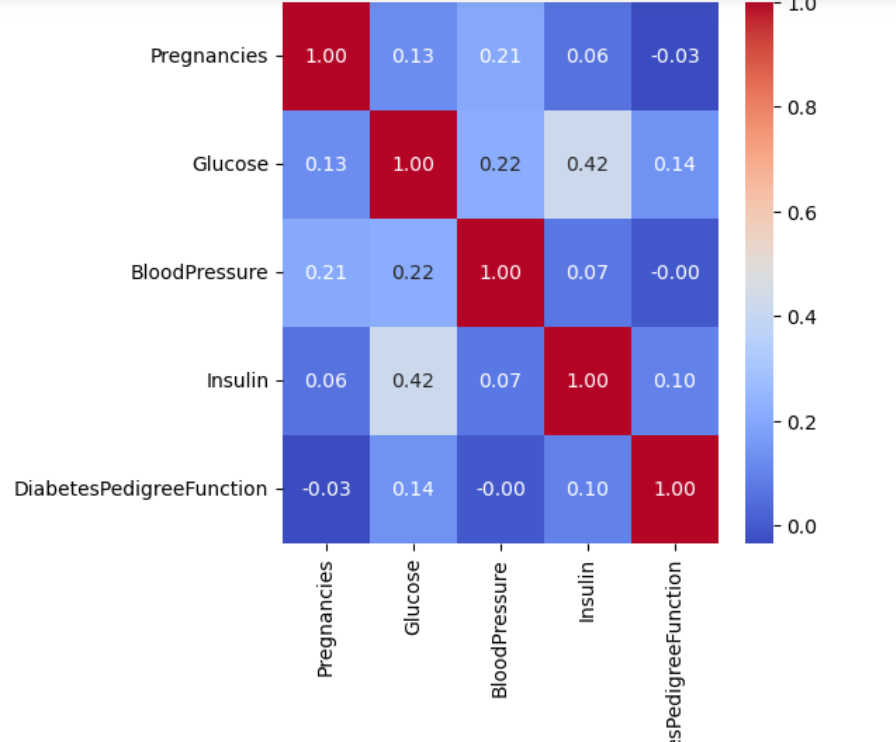 1.0
Pregnancies 1.00 0.13 0.21 0.06 -0.03
0.8
Glucose 0.13 1.00 0.22 0.42 0.14
0.6
BloodPressure 0.21 0.22 1.00 0.07 -0.00
0.4
Insulin 0.06 0.42 0.07 1.00 0.10
0.2
DiabetesPedigreeFunction -0.03 0.14 -0.00 0.10 1.00
0.0
Pregnancies
Glucose
BloodPressure
Insulin
sPedigreeFunction